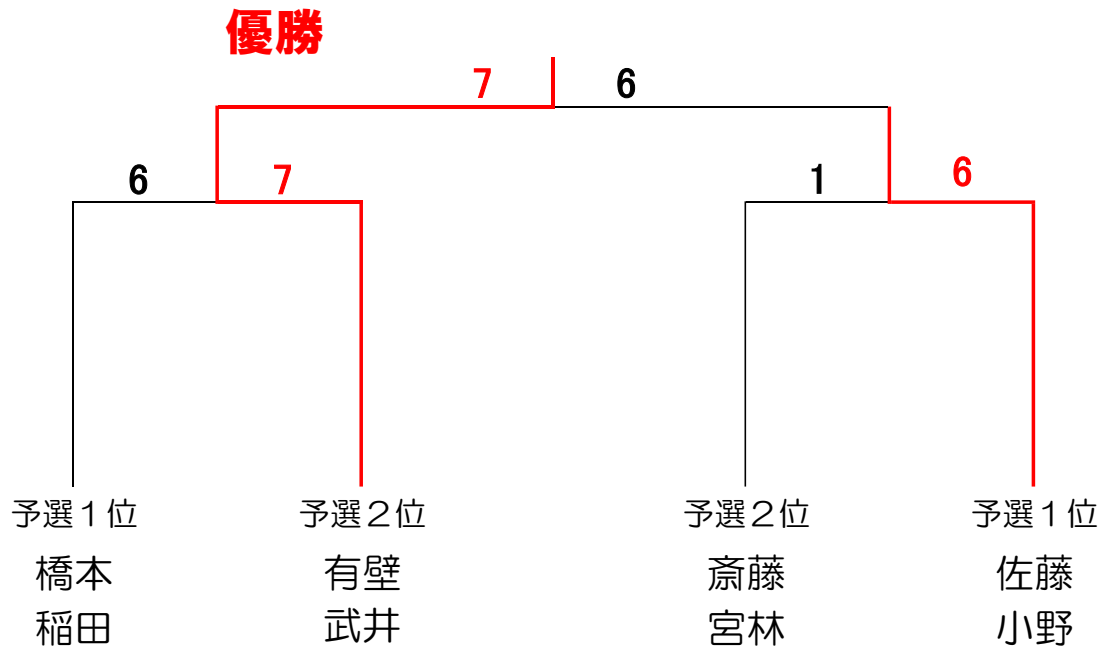 優勝
7 6
6 7 1 6
予選１位 予選２位 予選２位 予選１位
橋本 有壁 斎藤 佐藤
稲田 武井 宮林 小野